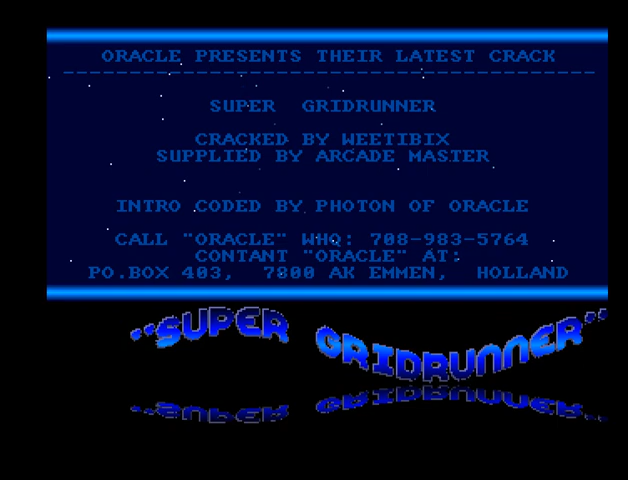 ORACLE PRESENTS THEIR LATEST CRACK
SUPER GRIDRUNNER
CRACKED BY WEETIBIX
SUPPLIED BY ARCADE MASTER
INTRO CODED BY PHOTON OF ORACLE
CALL "ORACLE" WHQ: 708-983-5764
CONTANT "ORACLE" AT:
PO.BOX 403, 7800 AK EMMEN, HOLLAND
"SUPER GRIDRUNNER"